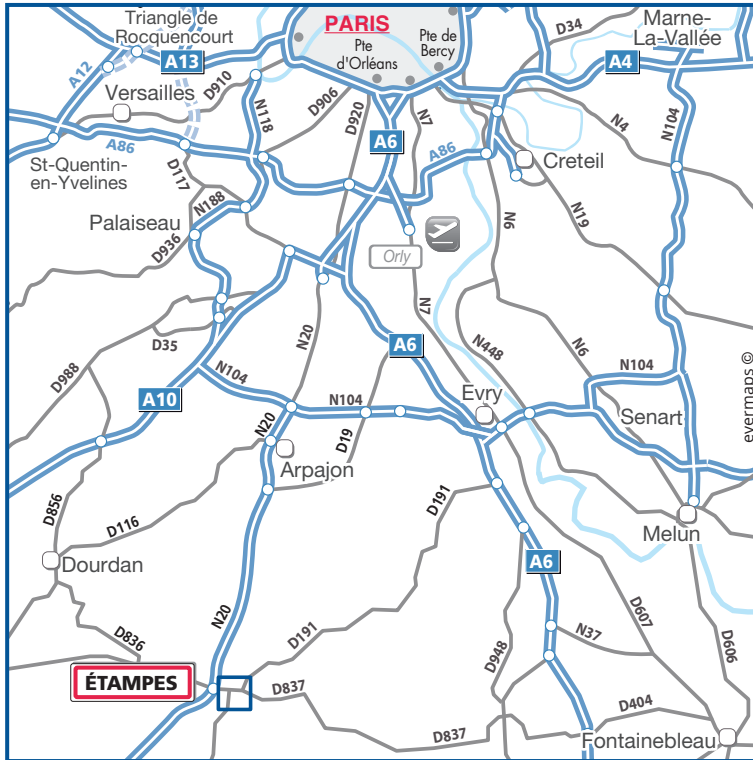 Triangle de
Rocquencourt
PARIS
Pte
d'Orléans
Pte de
Bercy
D34
Marne-
La-Vallée
A12
A13
D910
A4
Versailles
N118
D906
D920
N7
A6
N4
N104
A86
A86
St-Quentin-
en-Yvelines
D117
Creteil
N188
Palaiseau
D936
N19
N6
Orly
N7
N20
D35
A6
N448
N6
D988
N104
N104
N104
A10
Evry
Senart
evermaps ©
N20
D19
Arpajon
D856
D116
D191
Melun
Dourdan
A6
N20
D836
D191
D948
N37
D607
D606
ÉTAMPES
D837
D404
D837
Fontainebleau